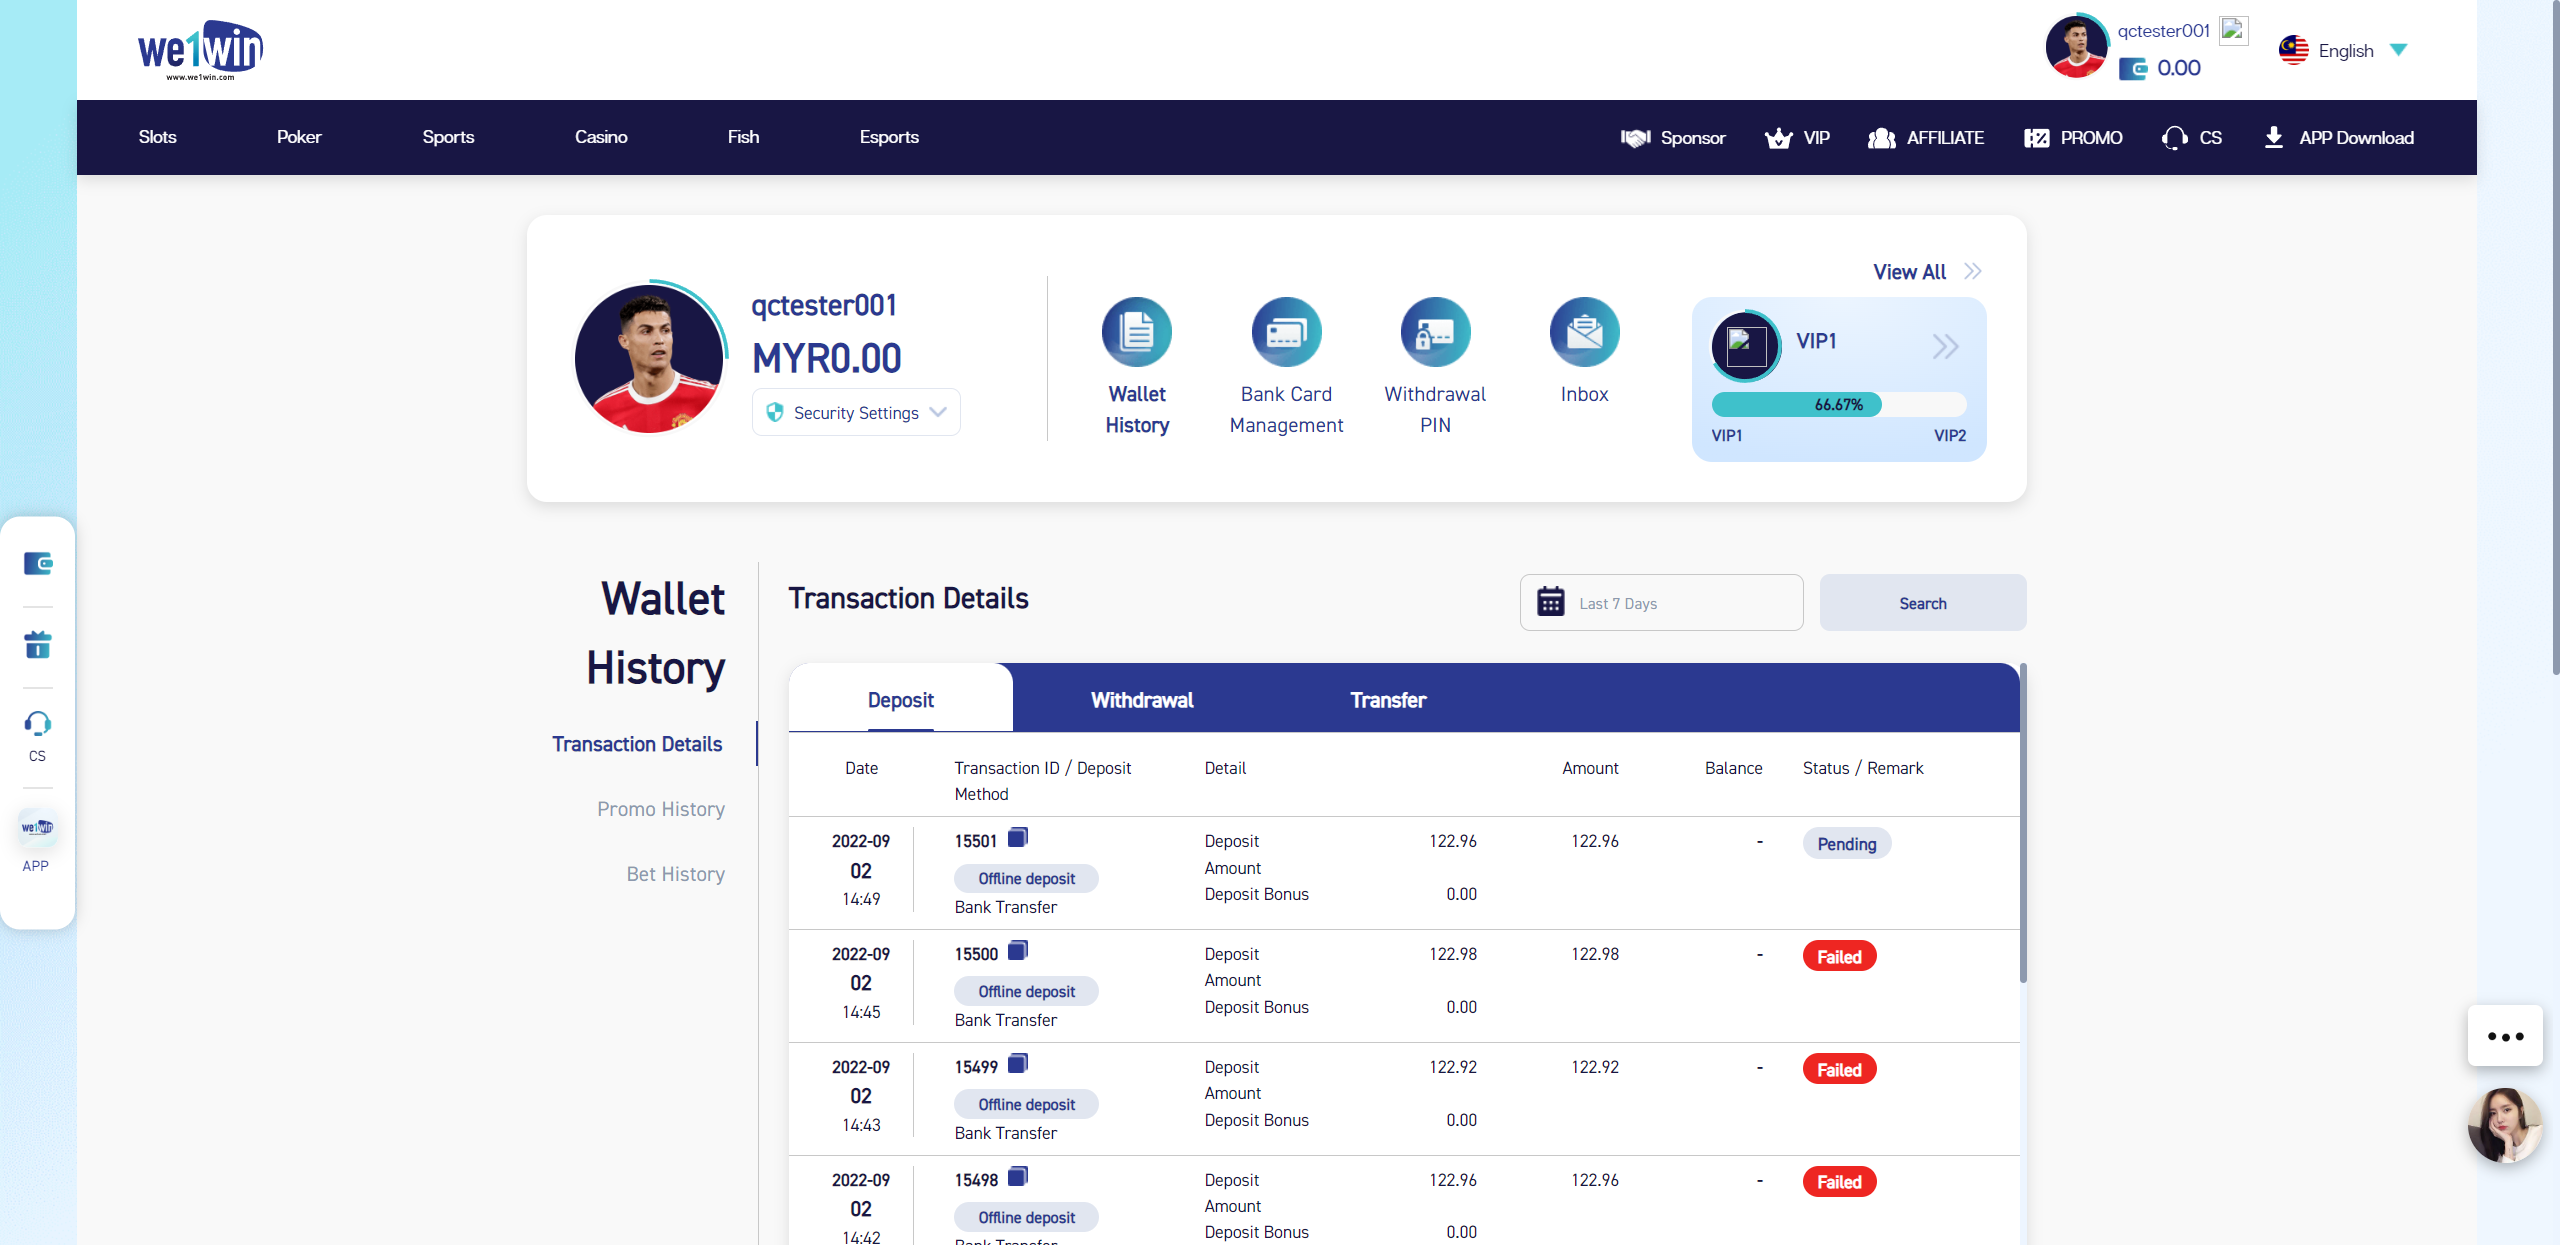 we1win
www.we1win.com
qctester001
0.00
English
Slots
Poker
Sports
Casino
Fish
Esports
Sponsor
VIP
AFFILIATE
PROMO
CS
APP Download
qctester001
MYR0.00
Security Settings
Wallet
History
Bank Card
Management
Withdrawal
PIN
Inbox
View All
VIP1
66.67%
VIP1
VIP2
CS
we1win
APP
Wallet
History
Transaction Details
Promo History
Bet History
Transaction Details
Last 7 Days
Search
Deposit
Withdrawal
Transfer
Date
Transaction ID / Deposit
Method
Detail
Amount
Balance
Status / Remark
2022-09
02
14:49
15501
Offline deposit
Bank Transfer
Deposit
Amount
122.96
Deposit Bonus
0.00
122.96
-
Pending
2022-09
02
14:45
15500
Offline deposit
Bank Transfer
Deposit
Amount
122.98
Deposit Bonus
0.00
122.98
-
Failed
2022-09
02
14:43
15499
Offline deposit
Bank Transfer
Deposit
Amount
122.92
Deposit Bonus
0.00
122.92
-
Failed
2022-09
02
14:42
15498
Offline deposit
Bank Transfer
Deposit
Amount
122.96
Deposit Bonus
0.00
122.96
-
Failed